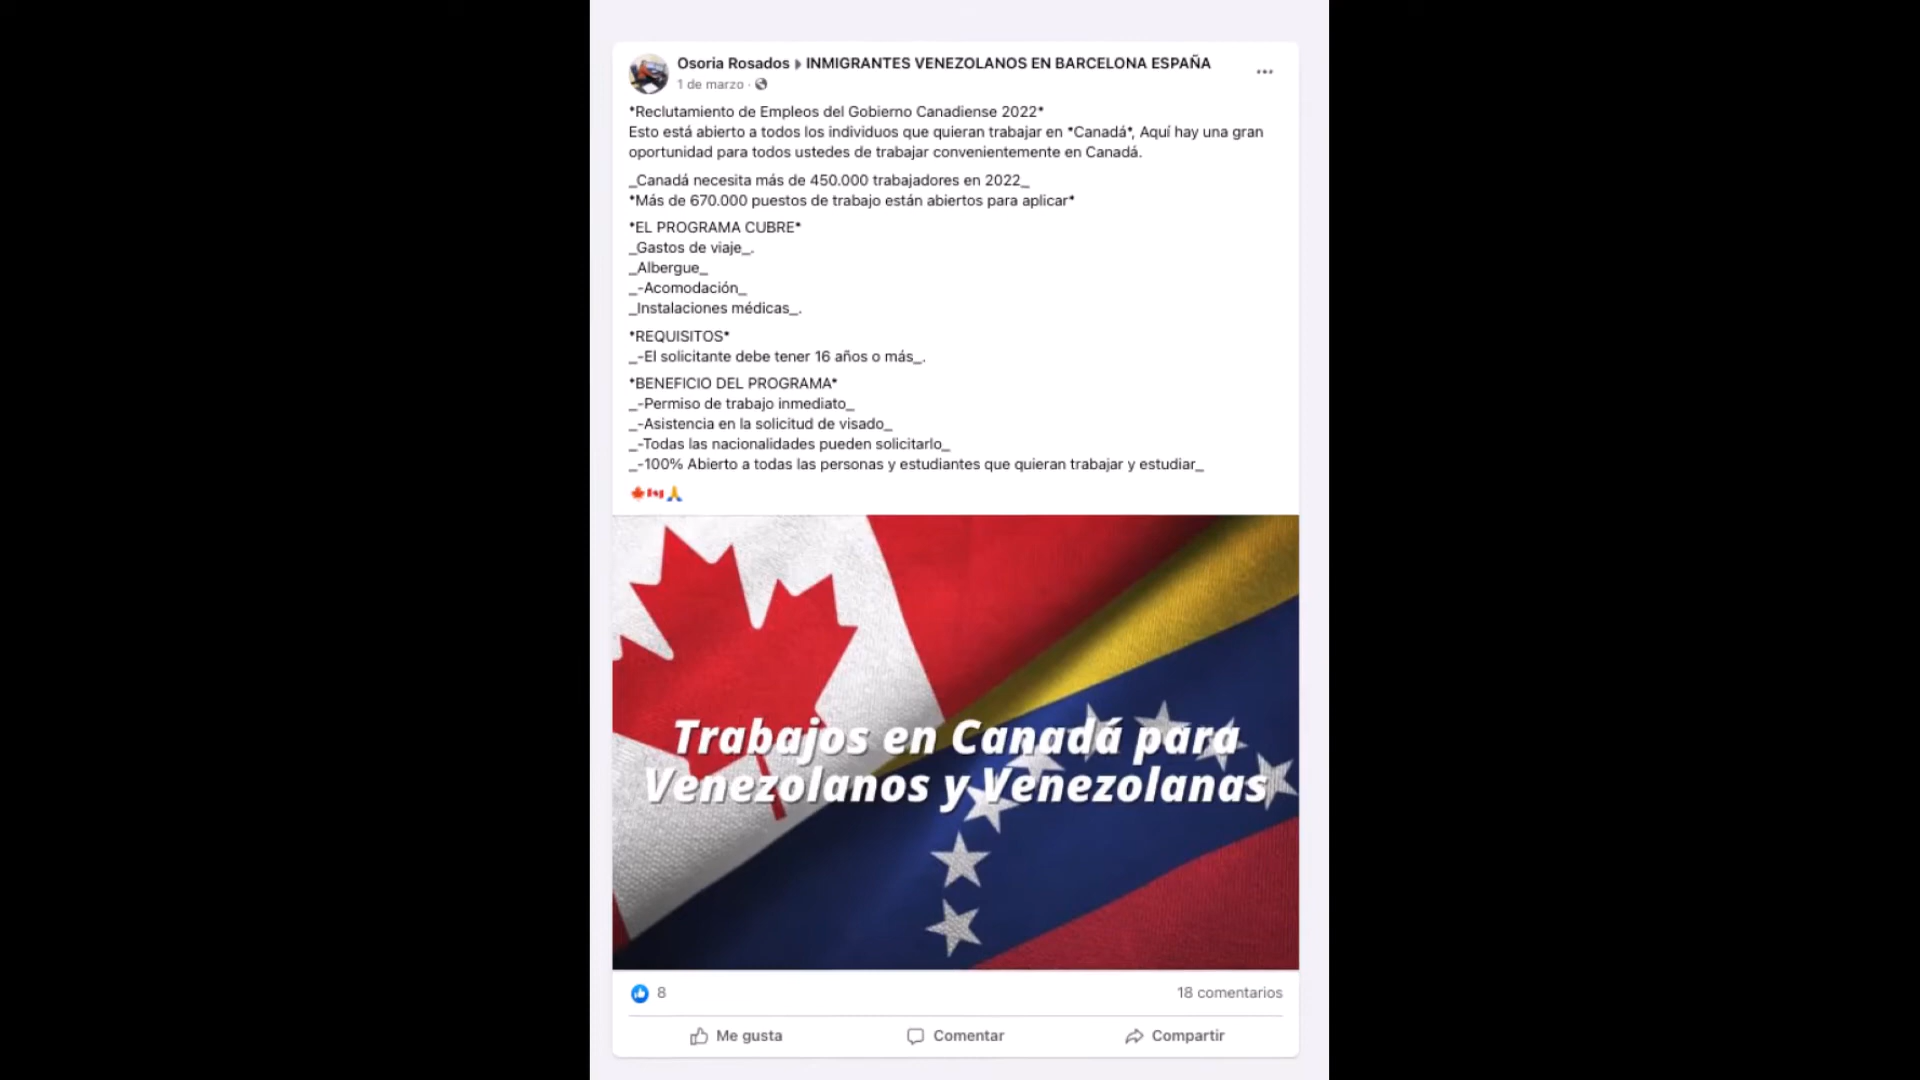 Osoria Rosados ▸ INMIGRANTES VENEZOLANOS EN BARCELONA ESPAÑA
1 de marzo ·
*Reclutamiento de Empleos del Gobierno Canadiense 2022*
Esto está abierto a todos los individuos que quieran trabajar en *Canadá*, Aquí hay una gran
oportunidad para todos ustedes de trabajar convenientemente en Canadá.
_Canadá necesita más de 450.000 trabajadores en 2022_
*Más de 670.000 puestos de trabajo están abiertos para aplicar*
*EL PROGRAMA CUBRE*
_Gastos de viaje_.
_Albergue_
_-Acomodación_
_Instalaciones médicas_.
*REQUISITOS*
_-El solicitante debe tener 16 años o más_.
*BENEFICIO DEL PROGRAMA*
_-Permiso de trabajo inmediato_
_-Asistencia en la solicitud de visado_
_-Todas las nacionalidades pueden solicitarlo_
_-100% Abierto a todas las personas y estudiantes que quieran trabajar y estudiar_
🍁🇨🇦🙏
Trabajos en Canadá para
Venezolanos y Venezolanas
8
18 comentarios
Me gusta
Comentar
Compartir